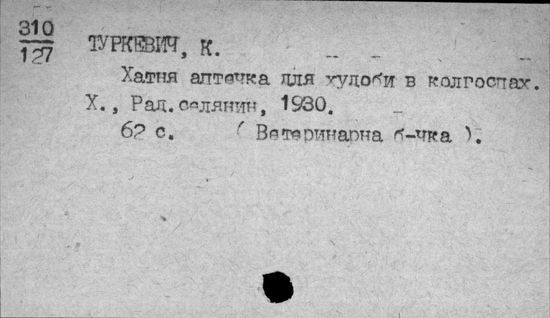 310
127
ТУРКЕВИЧ, К.
Хатня аптечка для худоби в колгоспах.
Х., Рад.селянин, 1930.
62 с. ( Ветеринарна б-чка ).